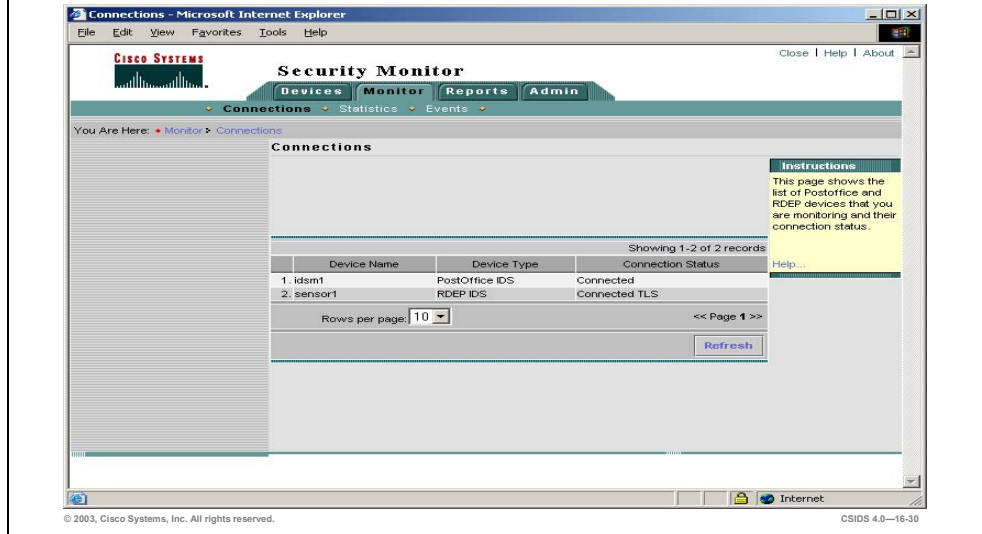 Connections - Microsoft Internet Explorer
File Edit View Favorites Tools Help
Close | Help | About
CISCO SYSTEMS
Security Monitor
Devices Monitor Reports Admin
Connections Statistics Events
You Are Here: Monitor Connections
Connections
Instructions
This page shows the
list of Postoffice and
RDEP devices that you
are monitoring and their
connection status.
Help...
Showing 1-2 of 2 records
Device Name Device Type Connection Status
1. idsm1 PostOffice IDS Connected
2. sensor1 RDEP IDS Connected TLS
Rows per page: 10 << Page 1 >>
Refresh
Internet
© 2003, Cisco Systems, Inc. All rights reserved. CSIDS 4.0—16-30